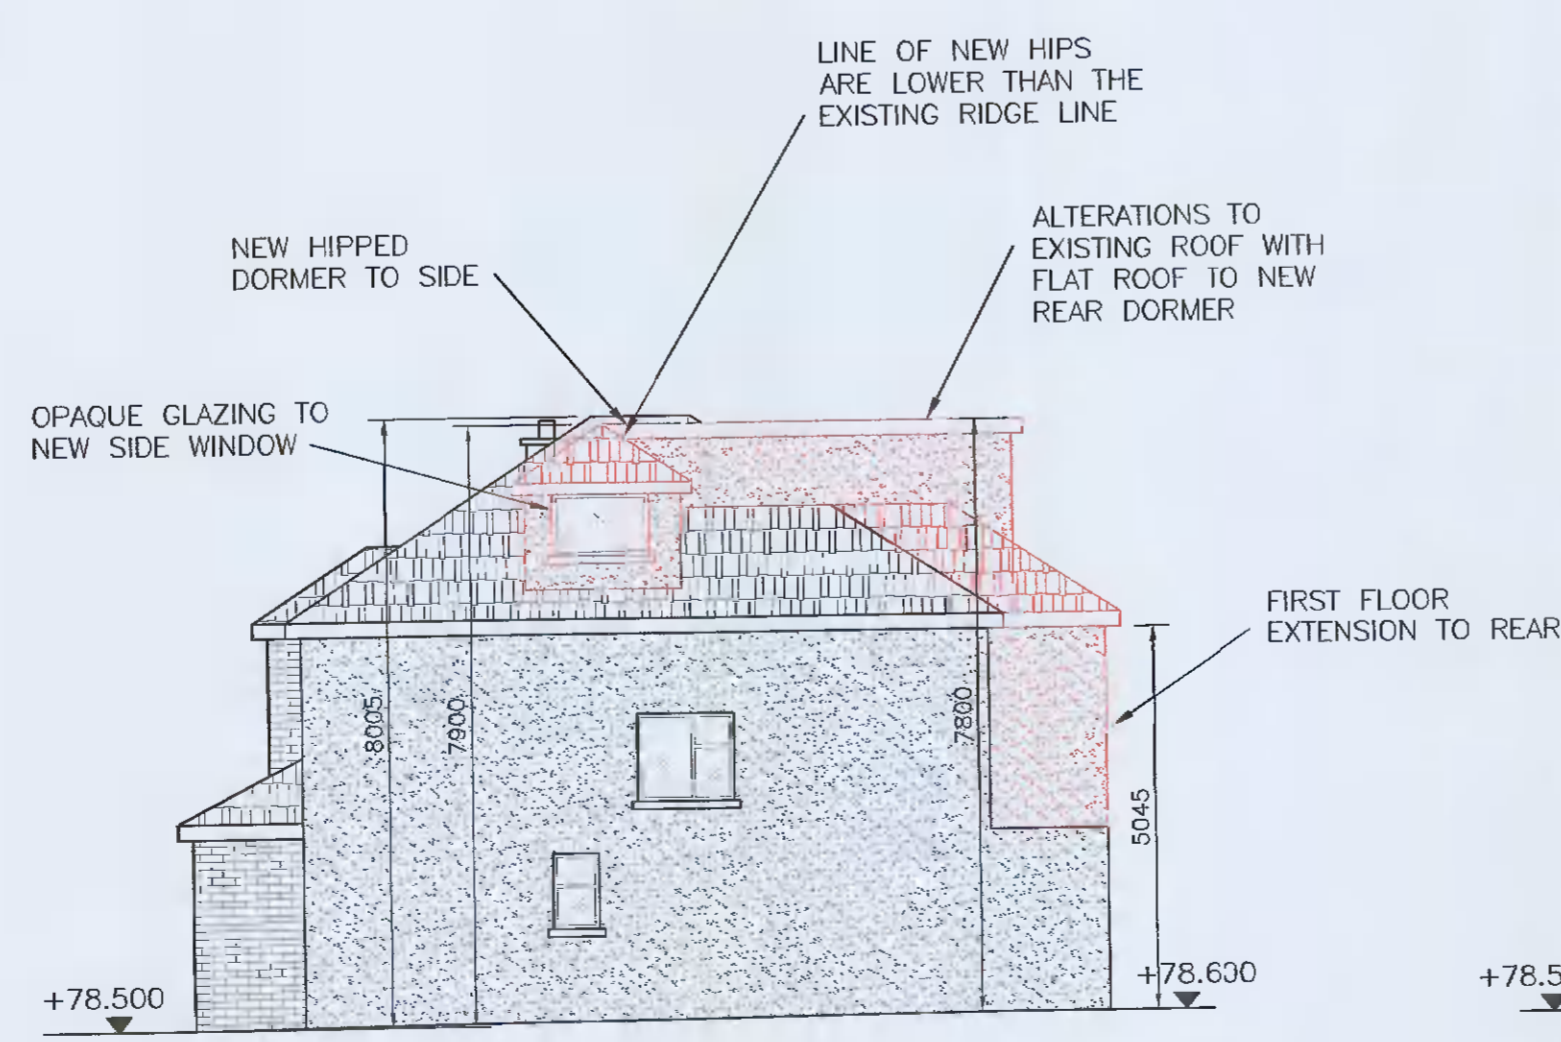 LINE OF NEW HIPS
ARE LOWER THAN THE
EXISTING RIDGE LINE
ALTERATIONS TO
EXISTING ROOF WITH
FLAT ROOF TO NEW
REAR DORMER
NEW HIPPED
DORMER TO SIDE
OPAQUE GLAZING TO
NEW SIDE WINDOW
FIRST FLOOR
EXTENSION TO REAR
8005
7900
7800
5045
+78.500
+78.600
+78.5